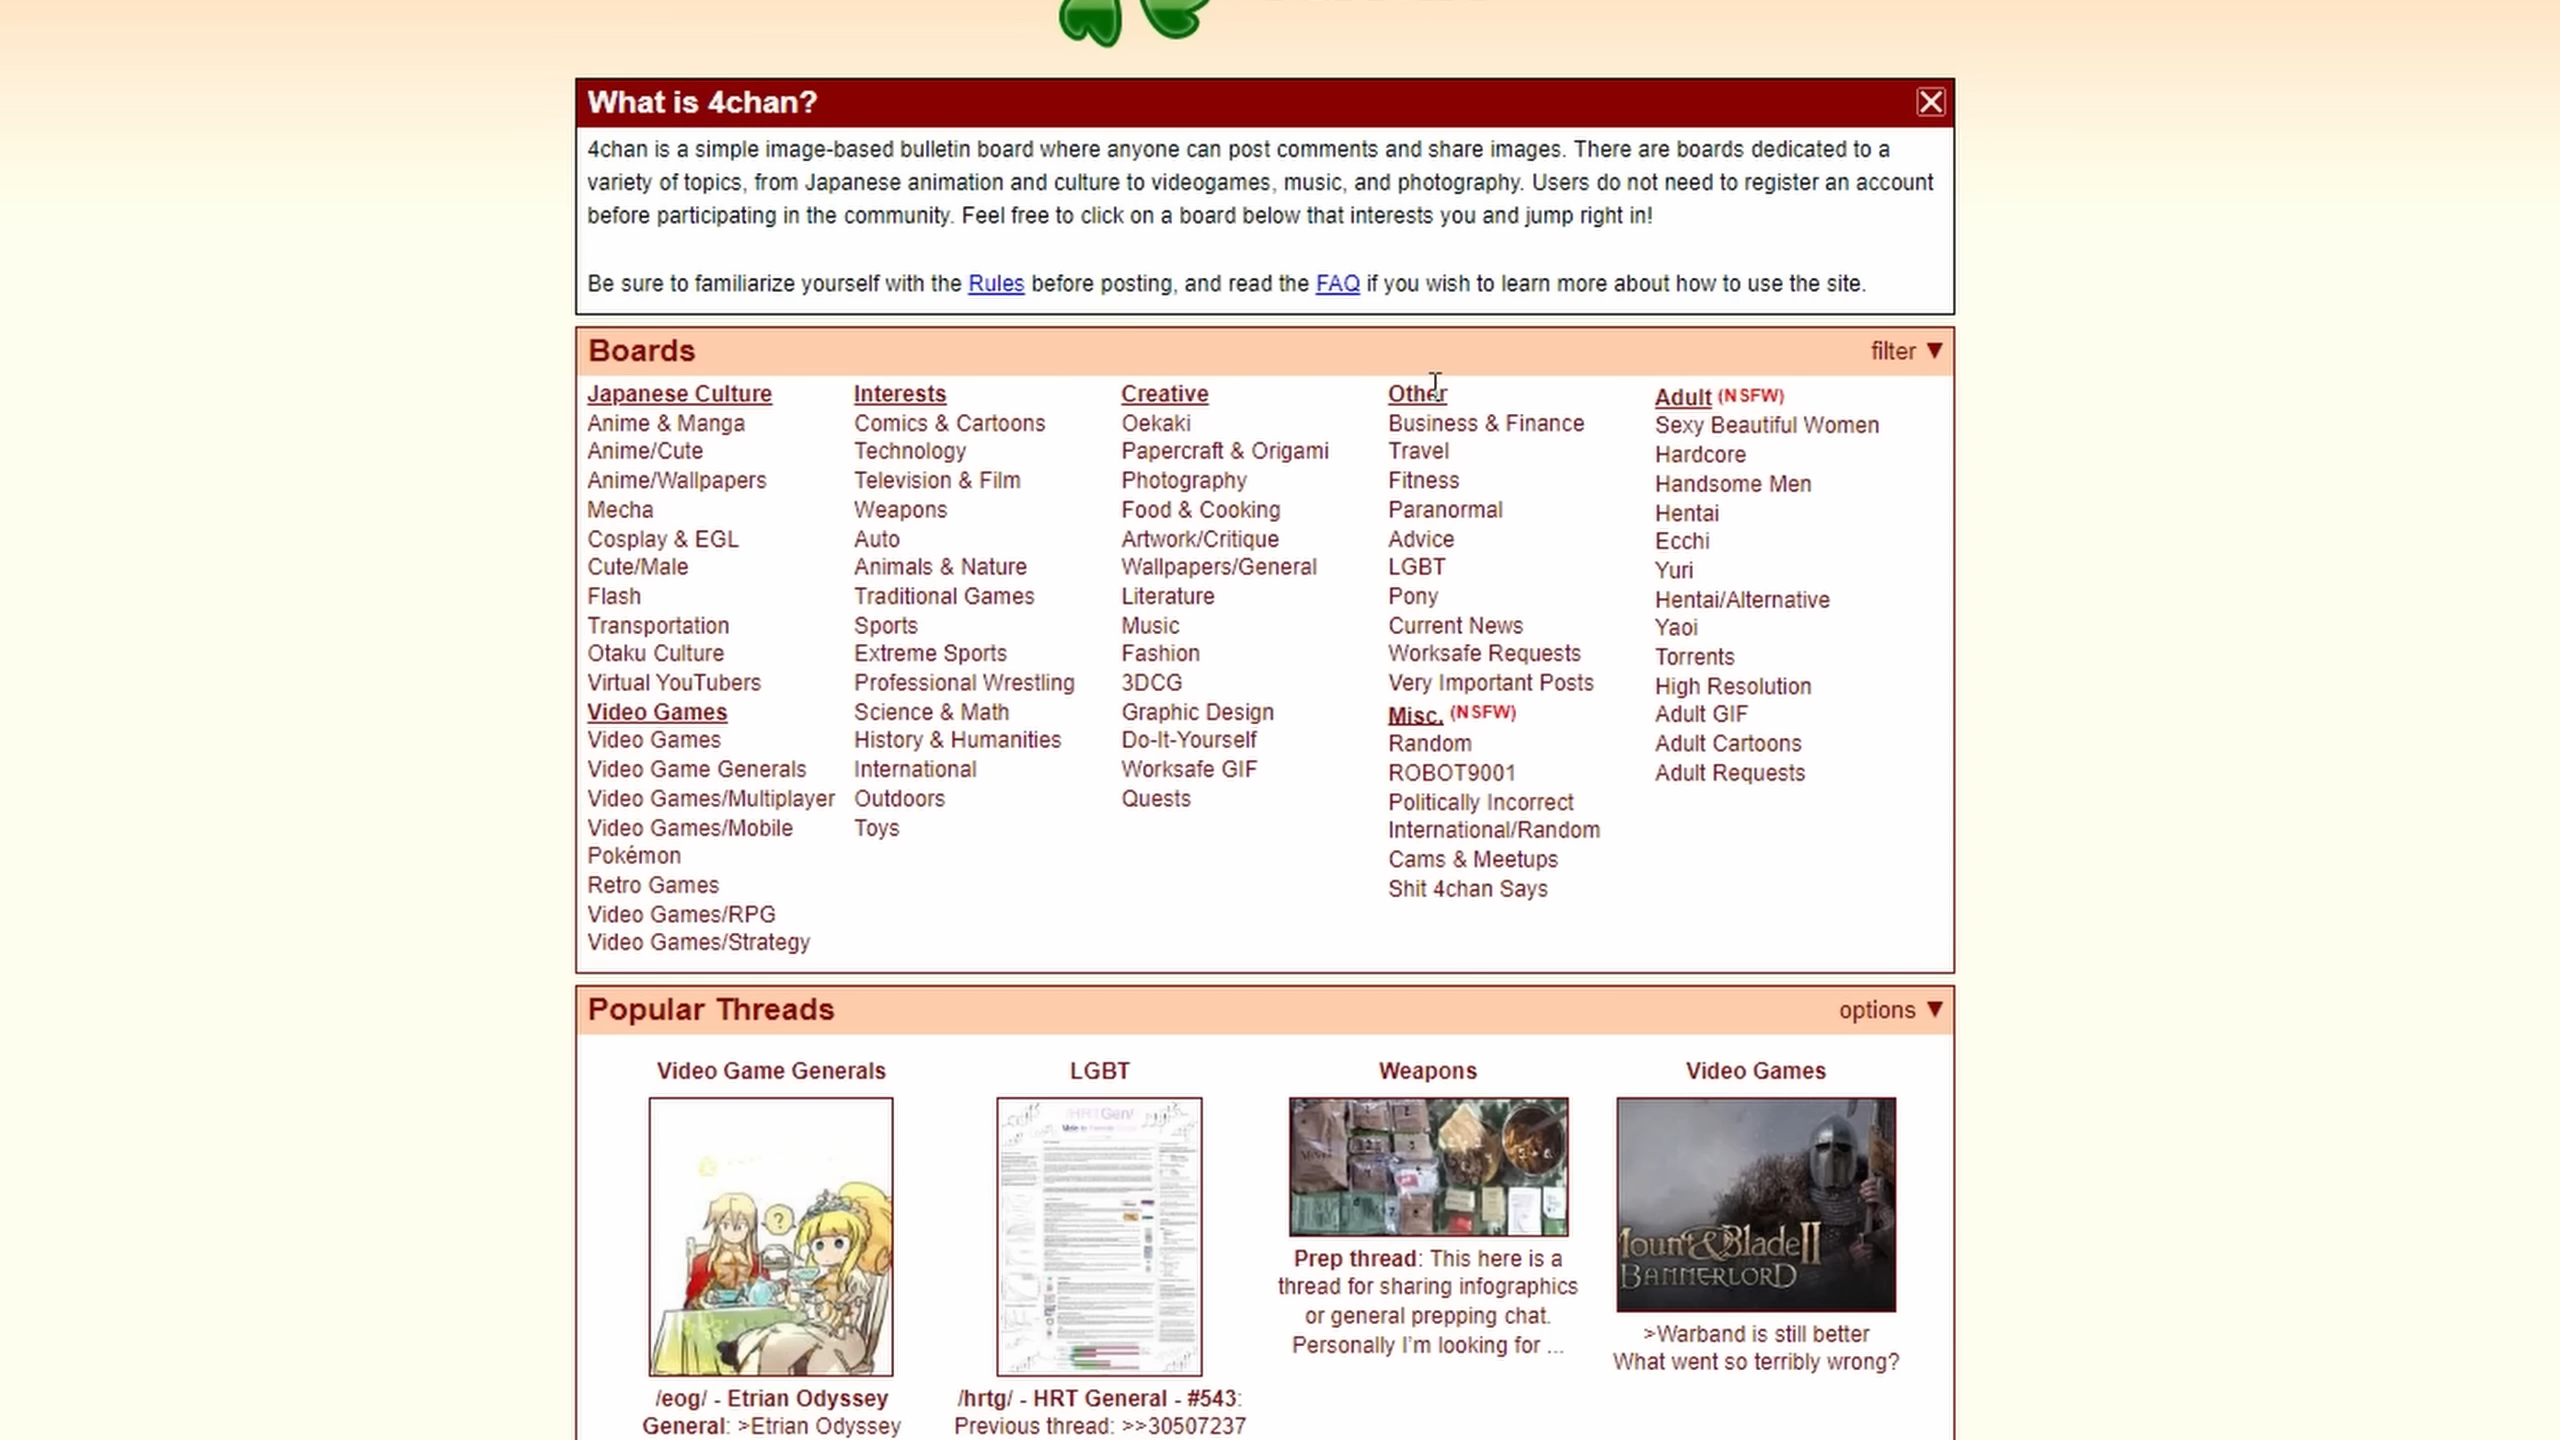 What is 4chan?
4chan is a simple image-based bulletin board where anyone can post comments and share images. There are boards dedicated to a
variety of topics, from Japanese animation and culture to videogames, music, and photography. Users do not need to register an account
before participating in the community. Feel free to click on a board below that interests you and jump right in!
Be sure to familiarize yourself with the Rules before posting, and read the FAQ if you wish to learn more about how to use the site.
Boards
filter ▼
Japanese Culture
Anime & Manga
Anime/Cute
Anime/Wallpapers
Mecha
Cosplay & EGL
Cute/Male
Flash
Transportation
Otaku Culture
Virtual YouTubers
Video Games
Video Games
Video Game Generals
Video Games/Multiplayer
Video Games/Mobile
Pokémon
Retro Games
Video Games/RPG
Video Games/Strategy
Interests
Comics & Cartoons
Technology
Television & Film
Weapons
Auto
Animals & Nature
Traditional Games
Sports
Extreme Sports
Professional Wrestling
Science & Math
History & Humanities
International
Outdoors
Toys
Creative
Oekaki
Papercraft & Origami
Photography
Food & Cooking
Artwork/Critique
Wallpapers/General
Literature
Music
Fashion
3DCG
Graphic Design
Do-It-Yourself
Worksafe GIF
Quests
Other
Business & Finance
Travel
Fitness
Paranormal
Advice
LGBT
Pony
Current News
Worksafe Requests
Very Important Posts
Misc. (NSFW)
Random
ROBOT9001
Politically Incorrect
International/Random
Cams & Meetups
Shit 4chan Says
Adult (NSFW)
Sexy Beautiful Women
Hardcore
Handsome Men
Hentai
Ecchi
Yuri
Hentai/Alternative
Yaoi
Torrents
High Resolution
Adult GIF
Adult Cartoons
Adult Requests
Popular Threads
options ▼
Video Game Generals
?
/eog/ - Etrian Odyssey
General: >Etrian Odyssey
LGBT
/HRTGen/
/hrtg/ - HRT General - #543:
Previous thread: >>30507237
Weapons
Prep thread: This here is a
thread for sharing infographics
or general prepping chat.
Personally I'm looking for ...
Video Games
Mount & Blade II
BANNERLORD
>Warband is still better
What went so terribly wrong?